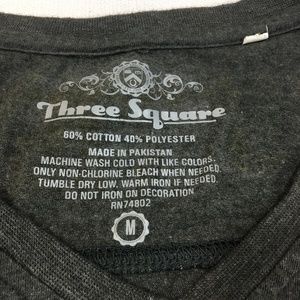 Three Square
60% COTTON 40% POLYESTER
MADE IN PAKISTAN
MACHINE WASH COLD WITH LIKE COLORS.
ONLY NON-CHLORINE BLEACH WHEN NEEDED.
TUMBLE DRY LOW. WARM IRON IF NEEDED.
DO NOT IRON ON DECORATION.
RN74802
M